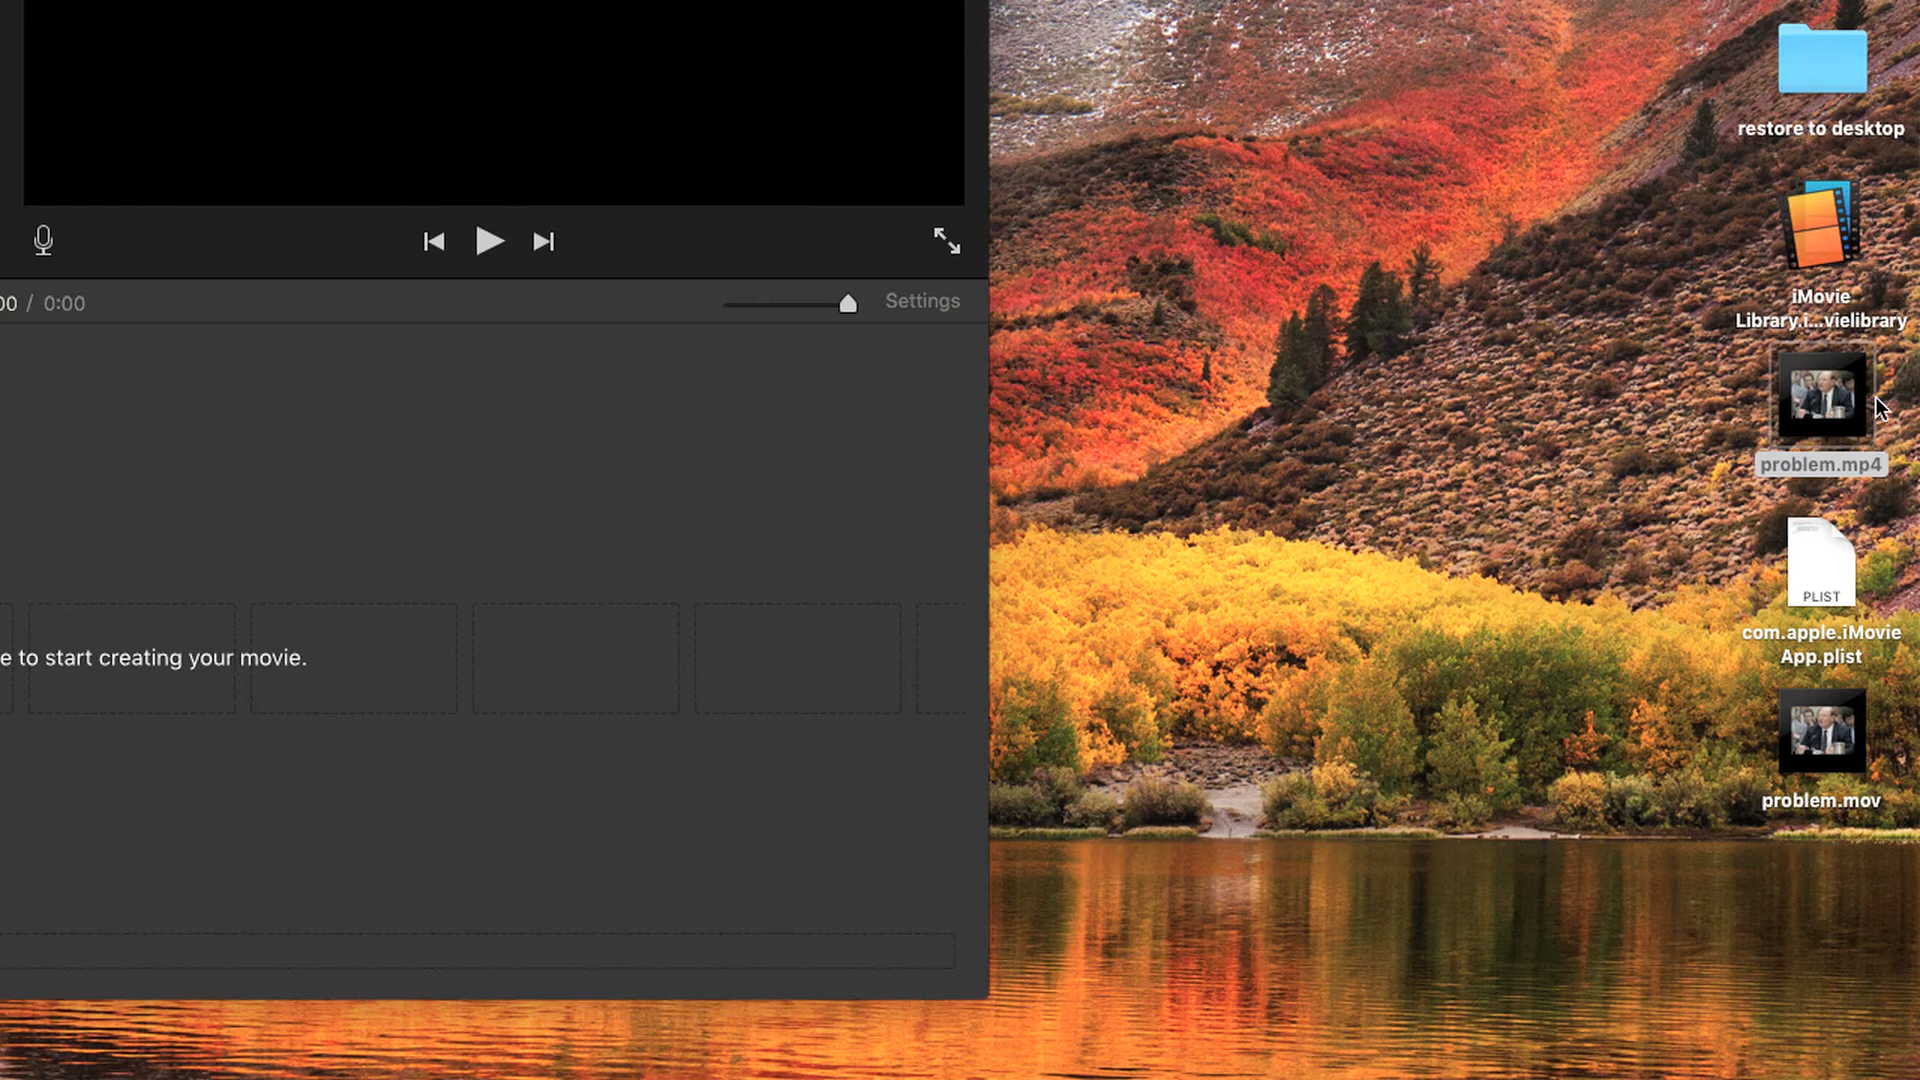 00 / 0:00
Settings
e to start creating your movie.
restore to desktop
iMovie
Library.i...vielibrary
problem.mp4
PLIST
com.apple.iMovie
App.plist
problem.mov